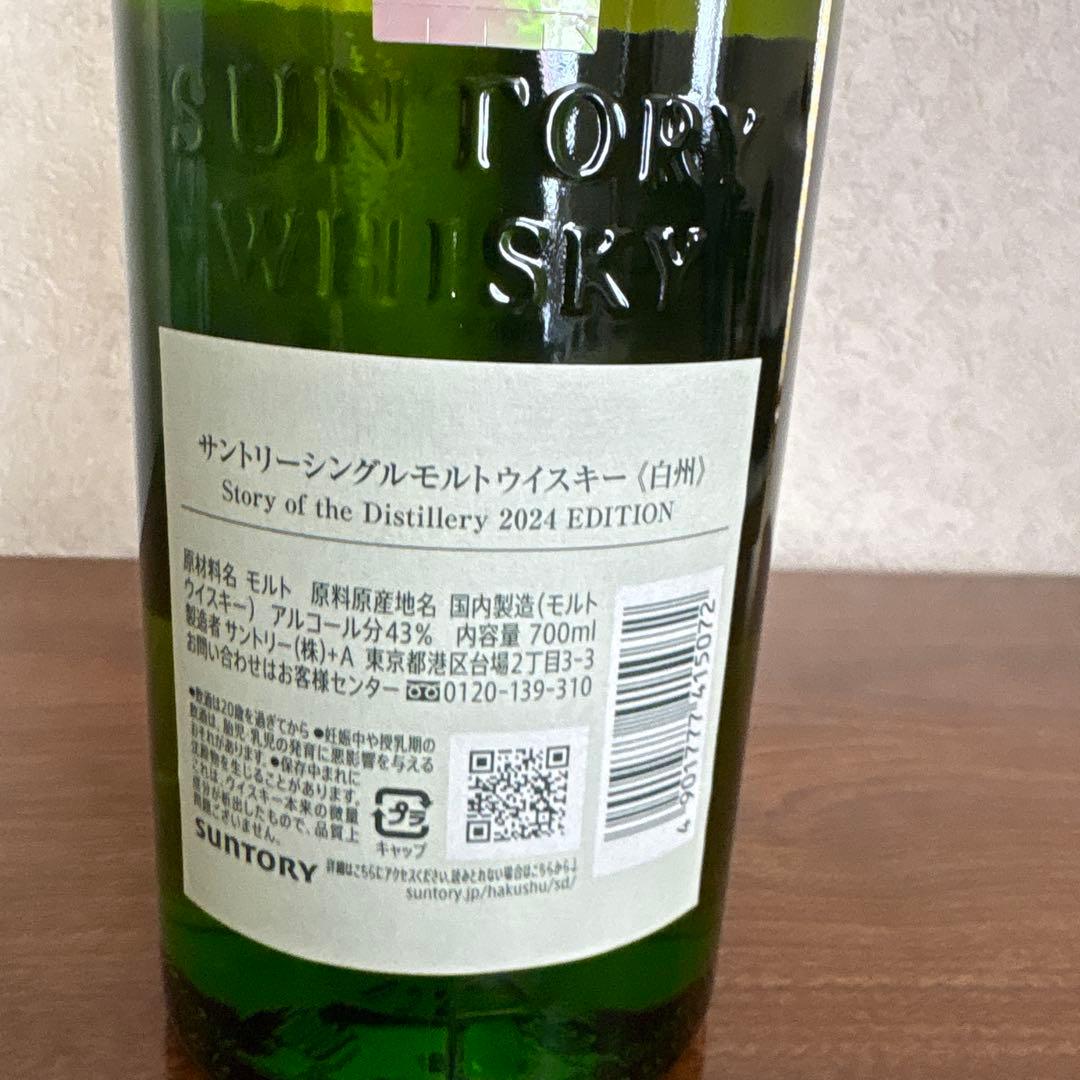 SUNTORY
WHISKY
サントリーシングルモルトウイスキー《白州》
Story of the Distillery 2024 EDITION
原材料名 モルト 原料原産地名 国内製造(モルト
ウイスキー) アルコール分43% 内容量 700ml
製造者 サントリー(株)+A 東京都港区台場2丁目3-3
お問い合わせはお客様センター 0120-139-310
●飲酒は20歳を過ぎてから ●妊娠中や授乳期の
飲酒は、胎児・乳児の発育に悪影響を与える
おそれがあります。●保存中まれに
沈殿物を生じることがあります。
これは、ウイスキー本来の微量
成分が析出したもので、品質上
問題ございません。
プラ
キャップ
SUNTORY
詳細はこちらにアクセスください。読みとれない場合はこちらから↓
suntory.jp/hakushu/sd/
4 901777 415072